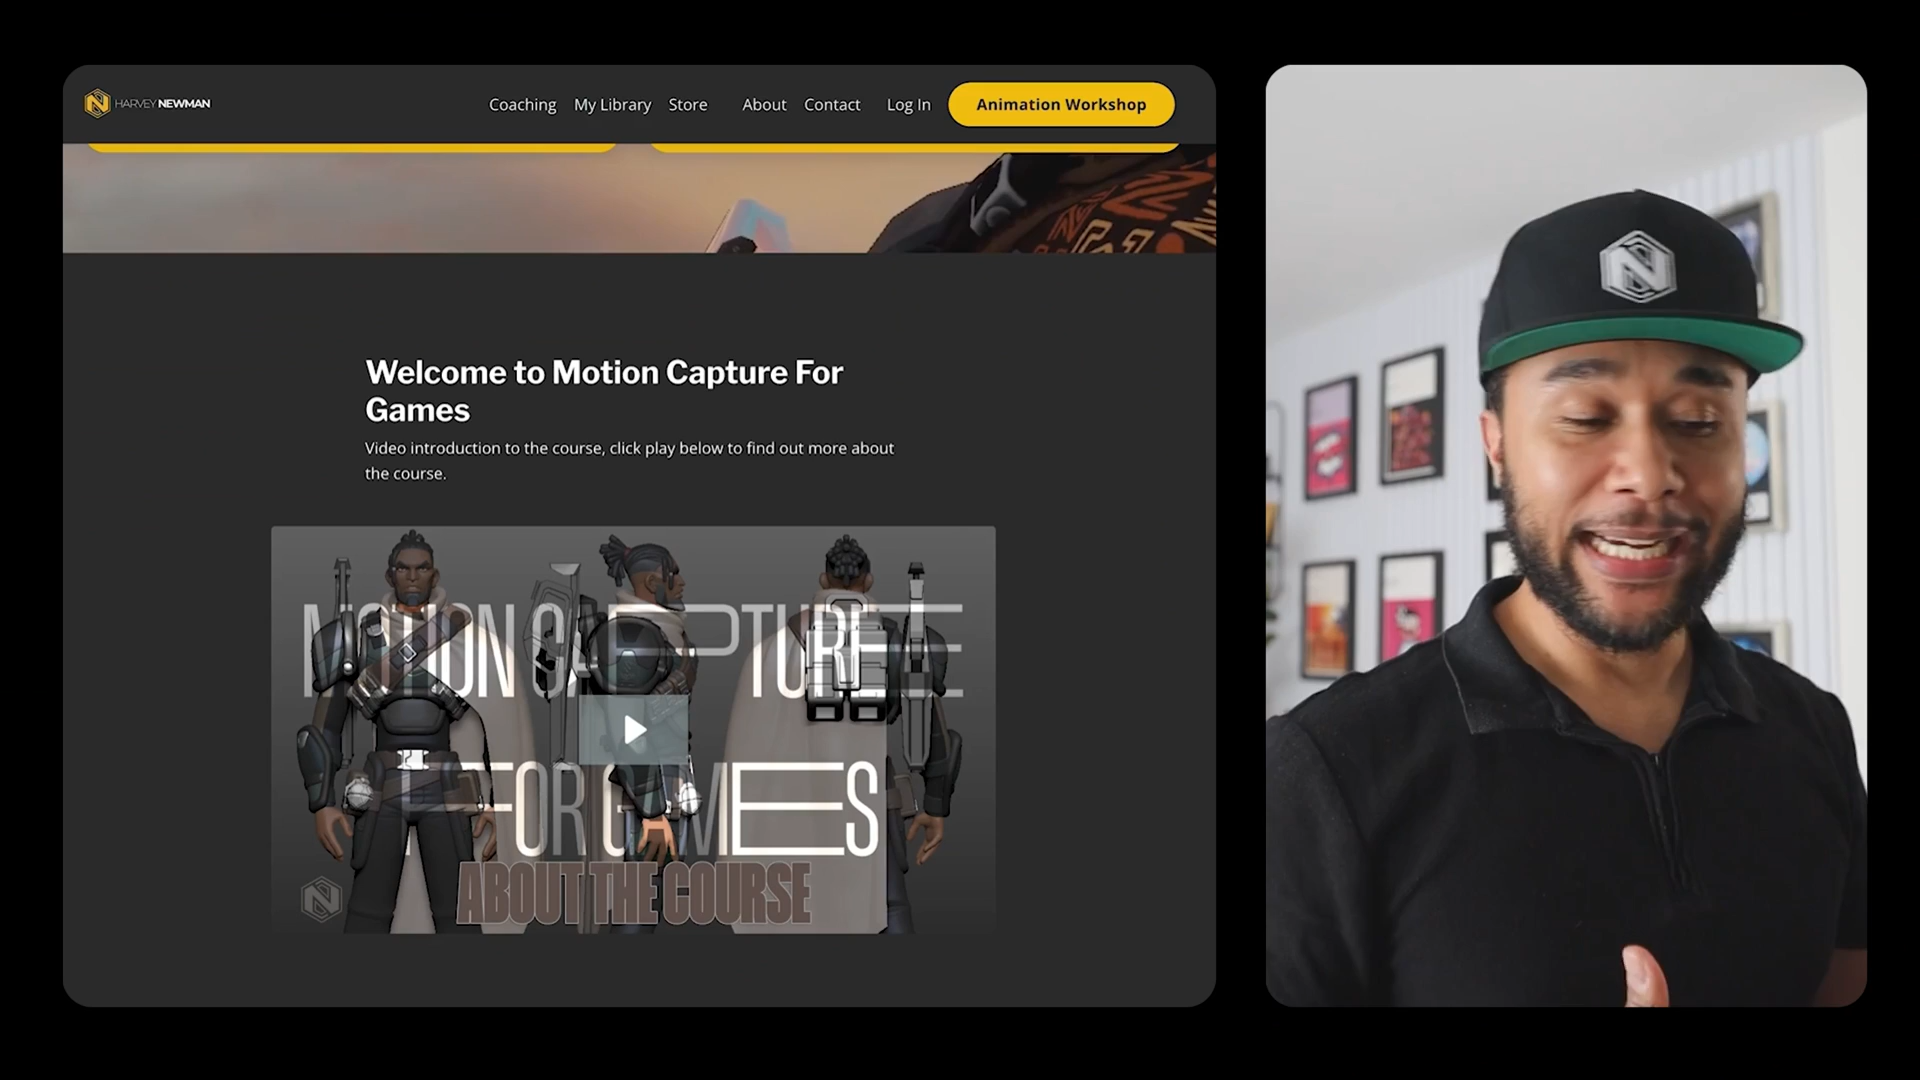 HARVEY NEWMAN
Coaching My Library Store About Contact Log In Animation Workshop
Welcome to Motion Capture For
Games
Video introduction to the course, click play below to find out more about
the course.
MOTION CAPTURE
FOR GAMES
ABOUT THE COURSE